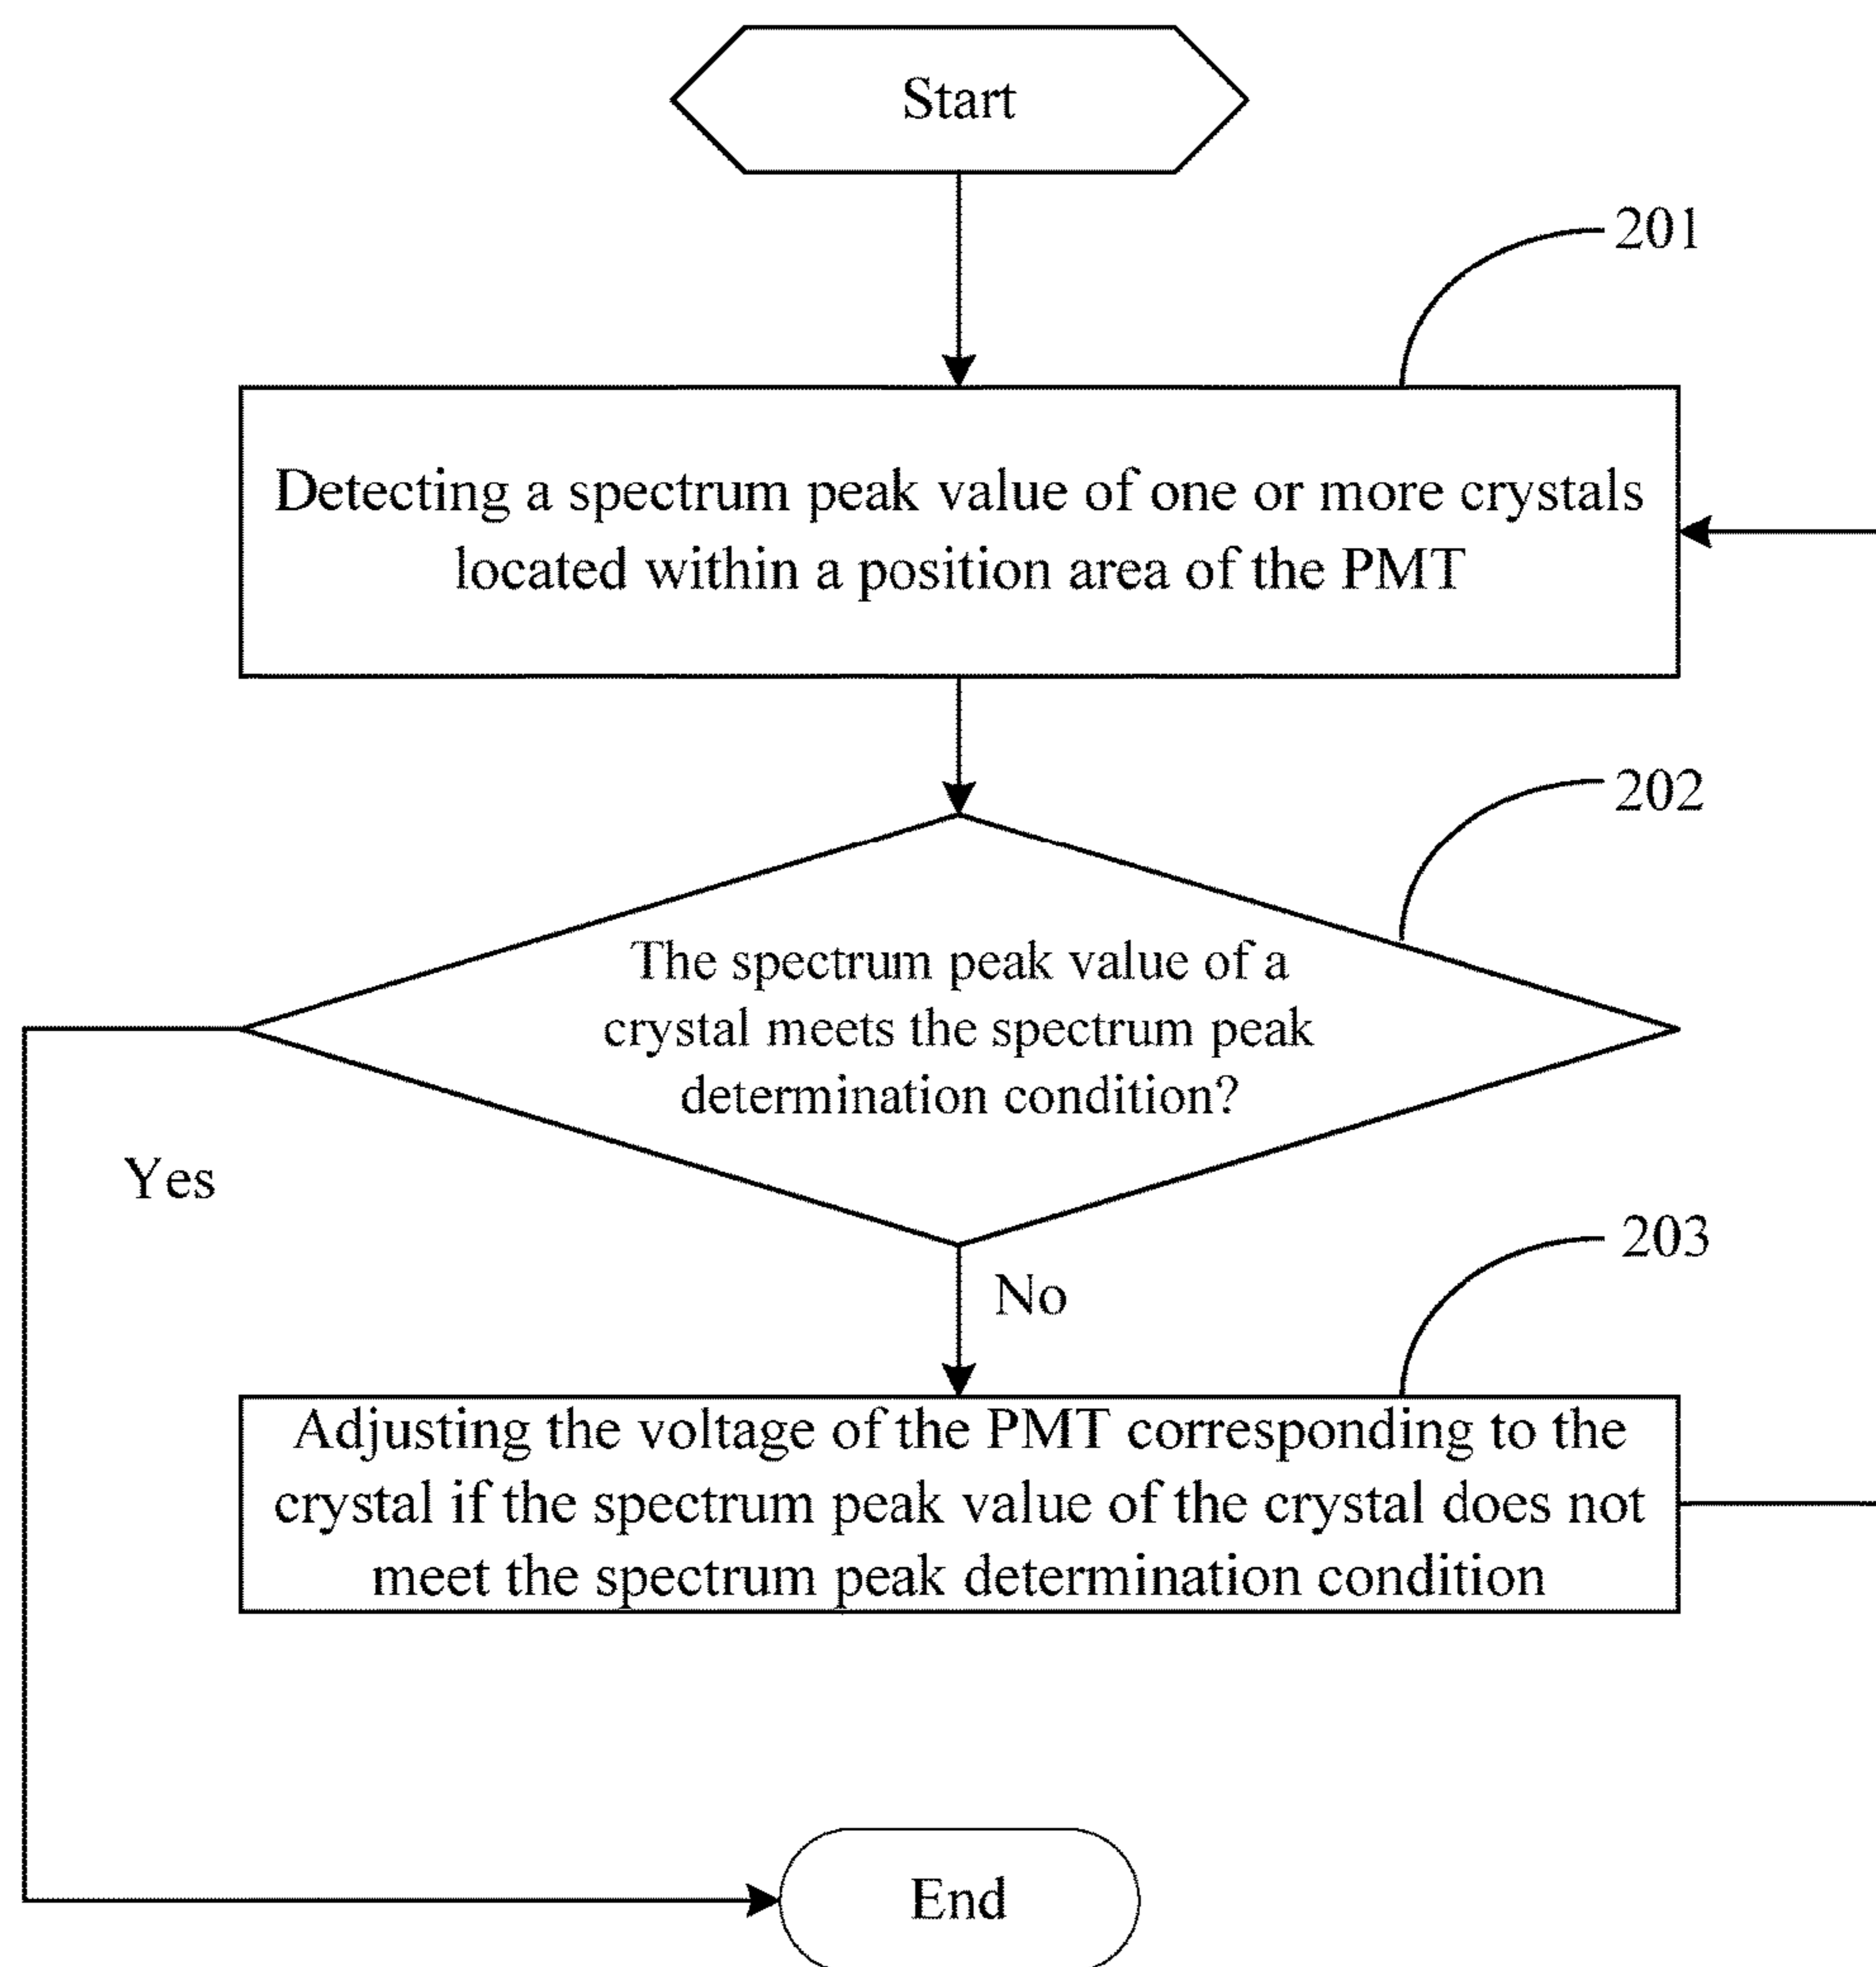 Start
201
Detecting a spectrum peak value of one or more crystals
located within a position area of the PMT
202
The spectrum peak value of a
crystal meets the spectrum peak
determination condition?
Yes
203
No
Adjusting the voltage of the PMT corresponding to the
crystal if the spectrum peak value of the crystal does not
meet the spectrum peak determination condition
End